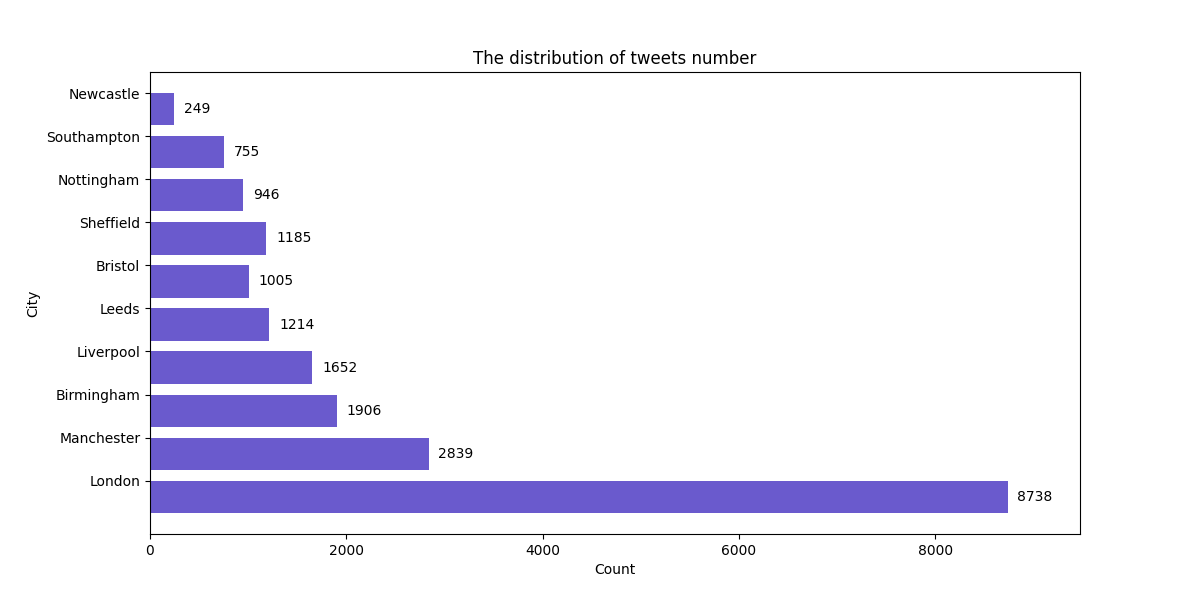 The distribution of tweets number
Newcastle 249
Southampton 755
Nottingham 946
Sheffield 1185
Bristol 1005
Leeds 1214
Liverpool 1652
Birmingham 1906
Manchester 2839
London 8738
City
0 2000 4000 6000 8000
Count